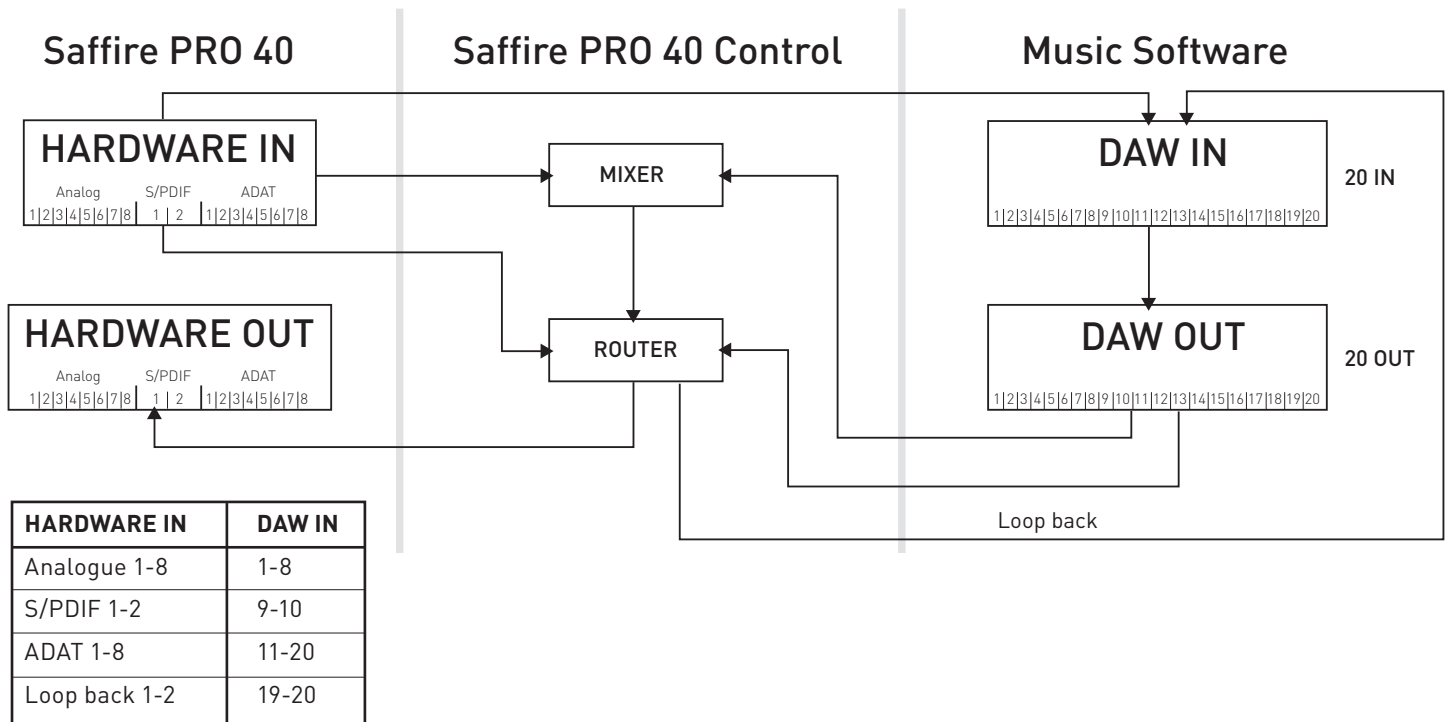 Saffire PRO 40
Saffire PRO 40 Control
Music Software
HARDWARE IN
Analog S/PDIF ADAT
1|2|3|4|5|6|7|8 1 | 2 1|2|3|4|5|6|7|8
MIXER
DAW IN
1|2|3|4|5|6|7|8|9|10|11|12|13|14|15|16|17|18|19|20
20 IN
HARDWARE OUT
Analog S/PDIF ADAT
1|2|3|4|5|6|7|8 1 | 2 1|2|3|4|5|6|7|8
ROUTER
DAW OUT
1|2|3|4|5|6|7|8|9|10|11|12|13|14|15|16|17|18|19|20
20 OUT
Loop back
HARDWARE IN DAW IN
Analogue 1-8 1-8
S/PDIF 1-2 9-10
ADAT 1-8 11-20
Loop back 1-2 19-20